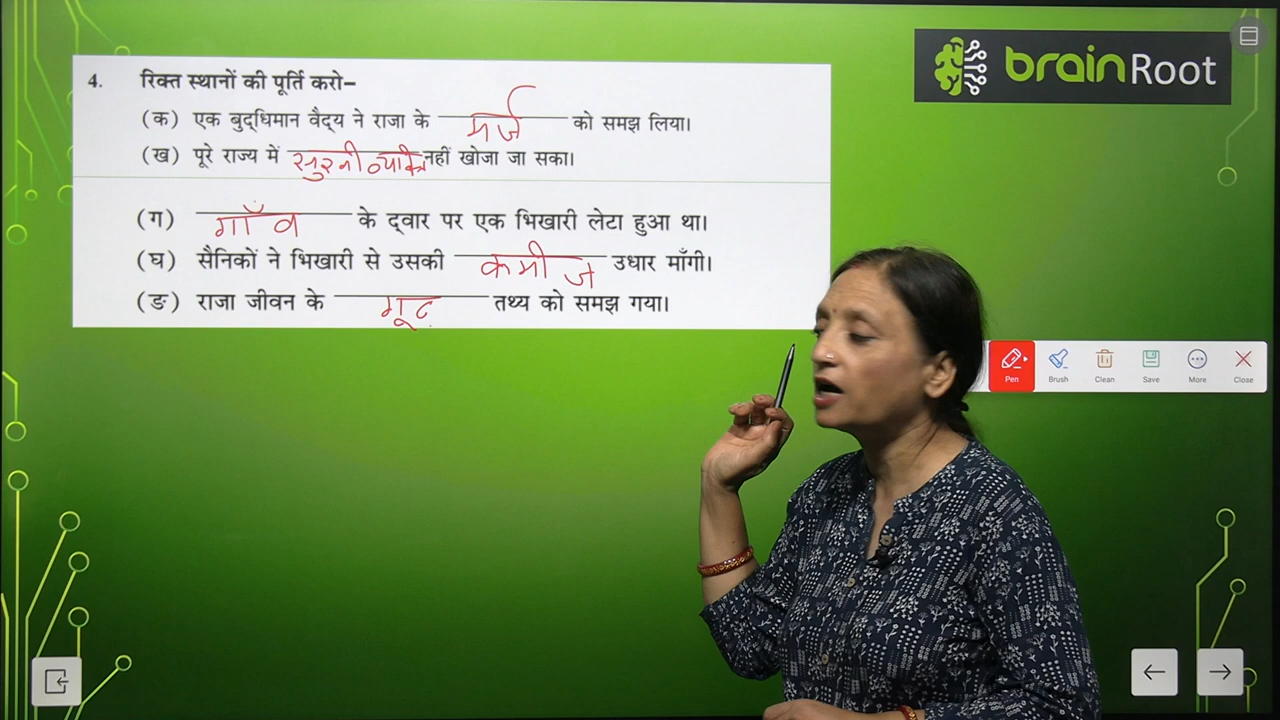 brainRoot
4. रिक्त स्थानों की पूर्ति करो–
(क) एक बुद्धिमान वैद्य ने राजा के मर्ज को समझ लिया।
(ख) पूरे राज्य में सुखी व्यक्ति नहीं खोजा जा सका।
(ग) गाँव के द्वार पर एक भिखारी लेटा हुआ था।
(घ) सैनिकों ने भिखारी से उसकी कमीज उधार माँगी।
(ङ) राजा जीवन के गूढ़ तथ्य को समझ गया।
Pen Brush Clean Save More Close